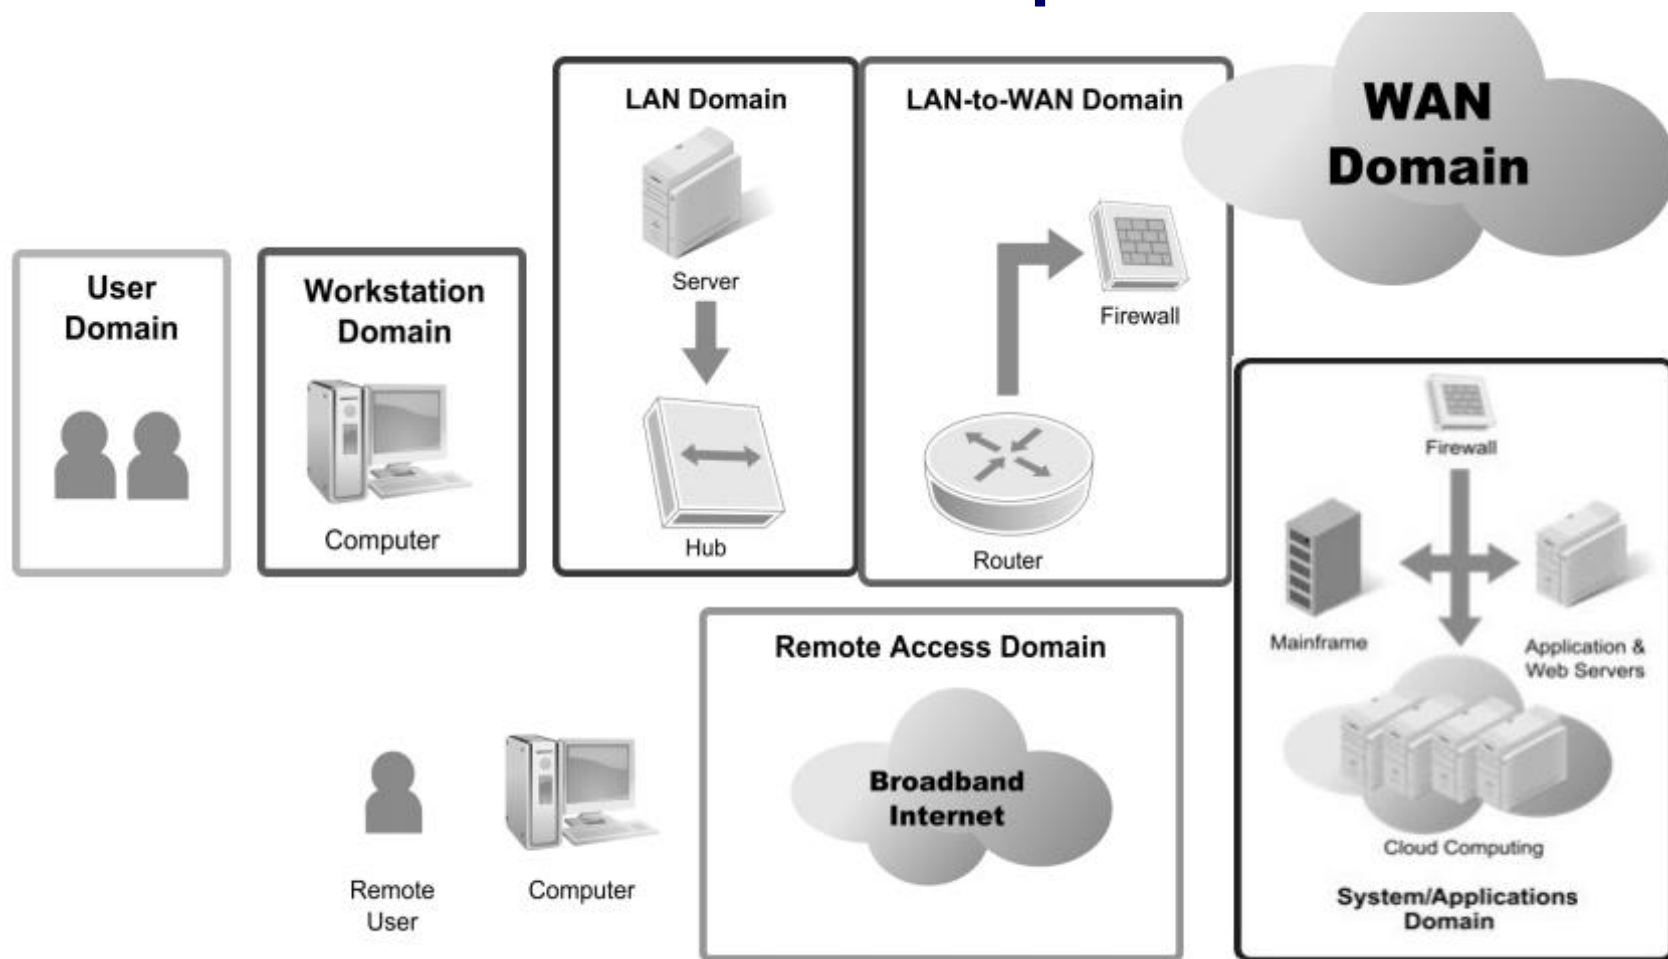 WAN
Domain
LAN Domain
LAN-to-WAN Domain
Server
Firewall
User
Domain
Workstation
Domain
Computer
Hub
Router
Firewall
Mainframe
Application &
Web Servers
Cloud Computing
System/Applications
Domain
Remote Access Domain
Broadband
Internet
Remote
User
Computer